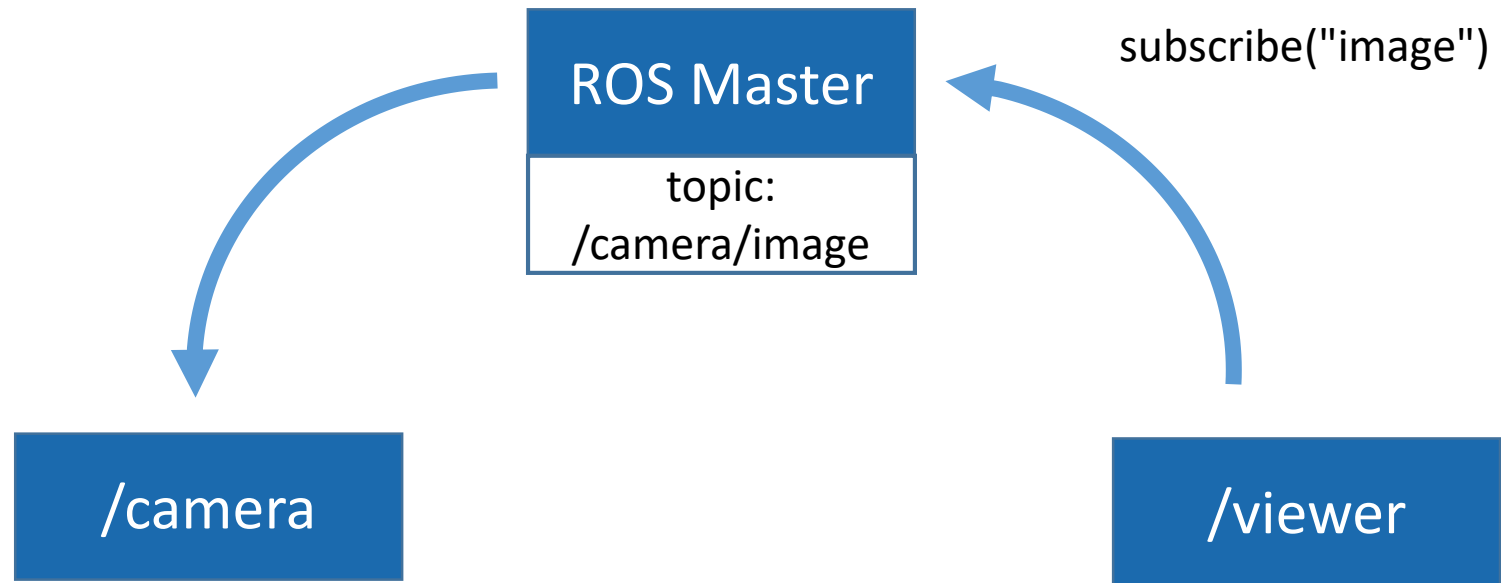 subscribe("image")
ROS Master
topic:
/camera/image
/camera
/viewer